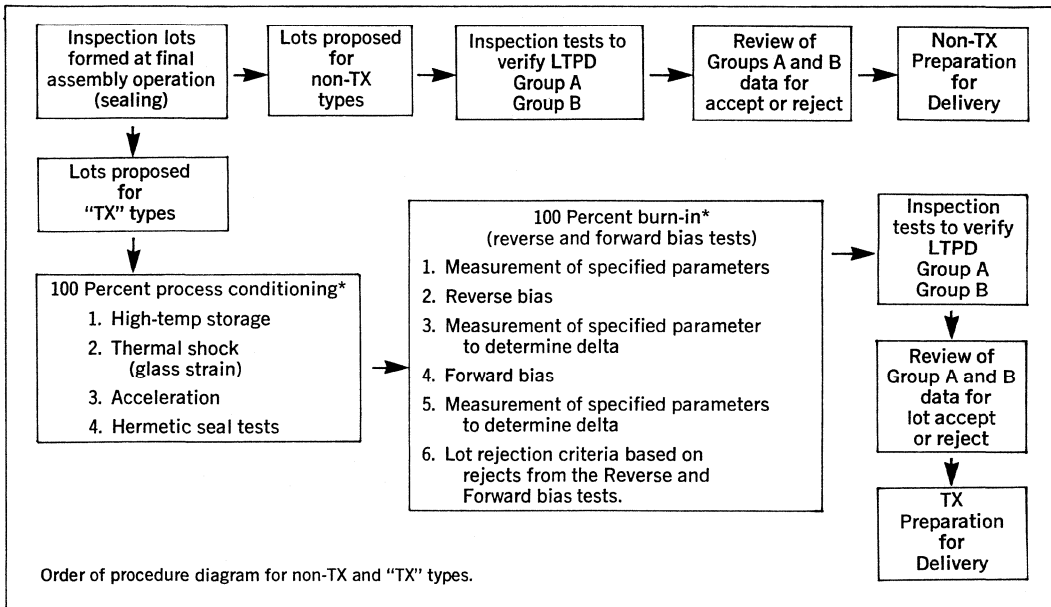 Inspection lots
formed at final
assembly operation
(sealing)
Lots proposed
for
non-TX
types
Inspection tests to
verify LTPD
Group A
Group B
Review of
Groups A and B
data for
accept or reject
Non-TX
Preparation
for
Delivery
Lots proposed
for
“TX” types
100 Percent process conditioning*
1. High-temp storage
2. Thermal shock
(glass strain)
3. Acceleration
4. Hermetic seal tests
100 Percent burn-in*
(reverse and forward bias tests)
1. Measurement of specified parameters
2. Reverse bias
3. Measurement of specified parameter
to determine delta
4. Forward bias
5. Measurement of specified parameters
to determine delta
6. Lot rejection criteria based on
rejects from the Reverse and
Forward bias tests.
Inspection
tests to verify
LTPD
Group A
Group B
Review of
Group A and B
data for
lot accept
or reject
TX
Preparation
for
Delivery
Order of procedure diagram for non-TX and “TX” types.